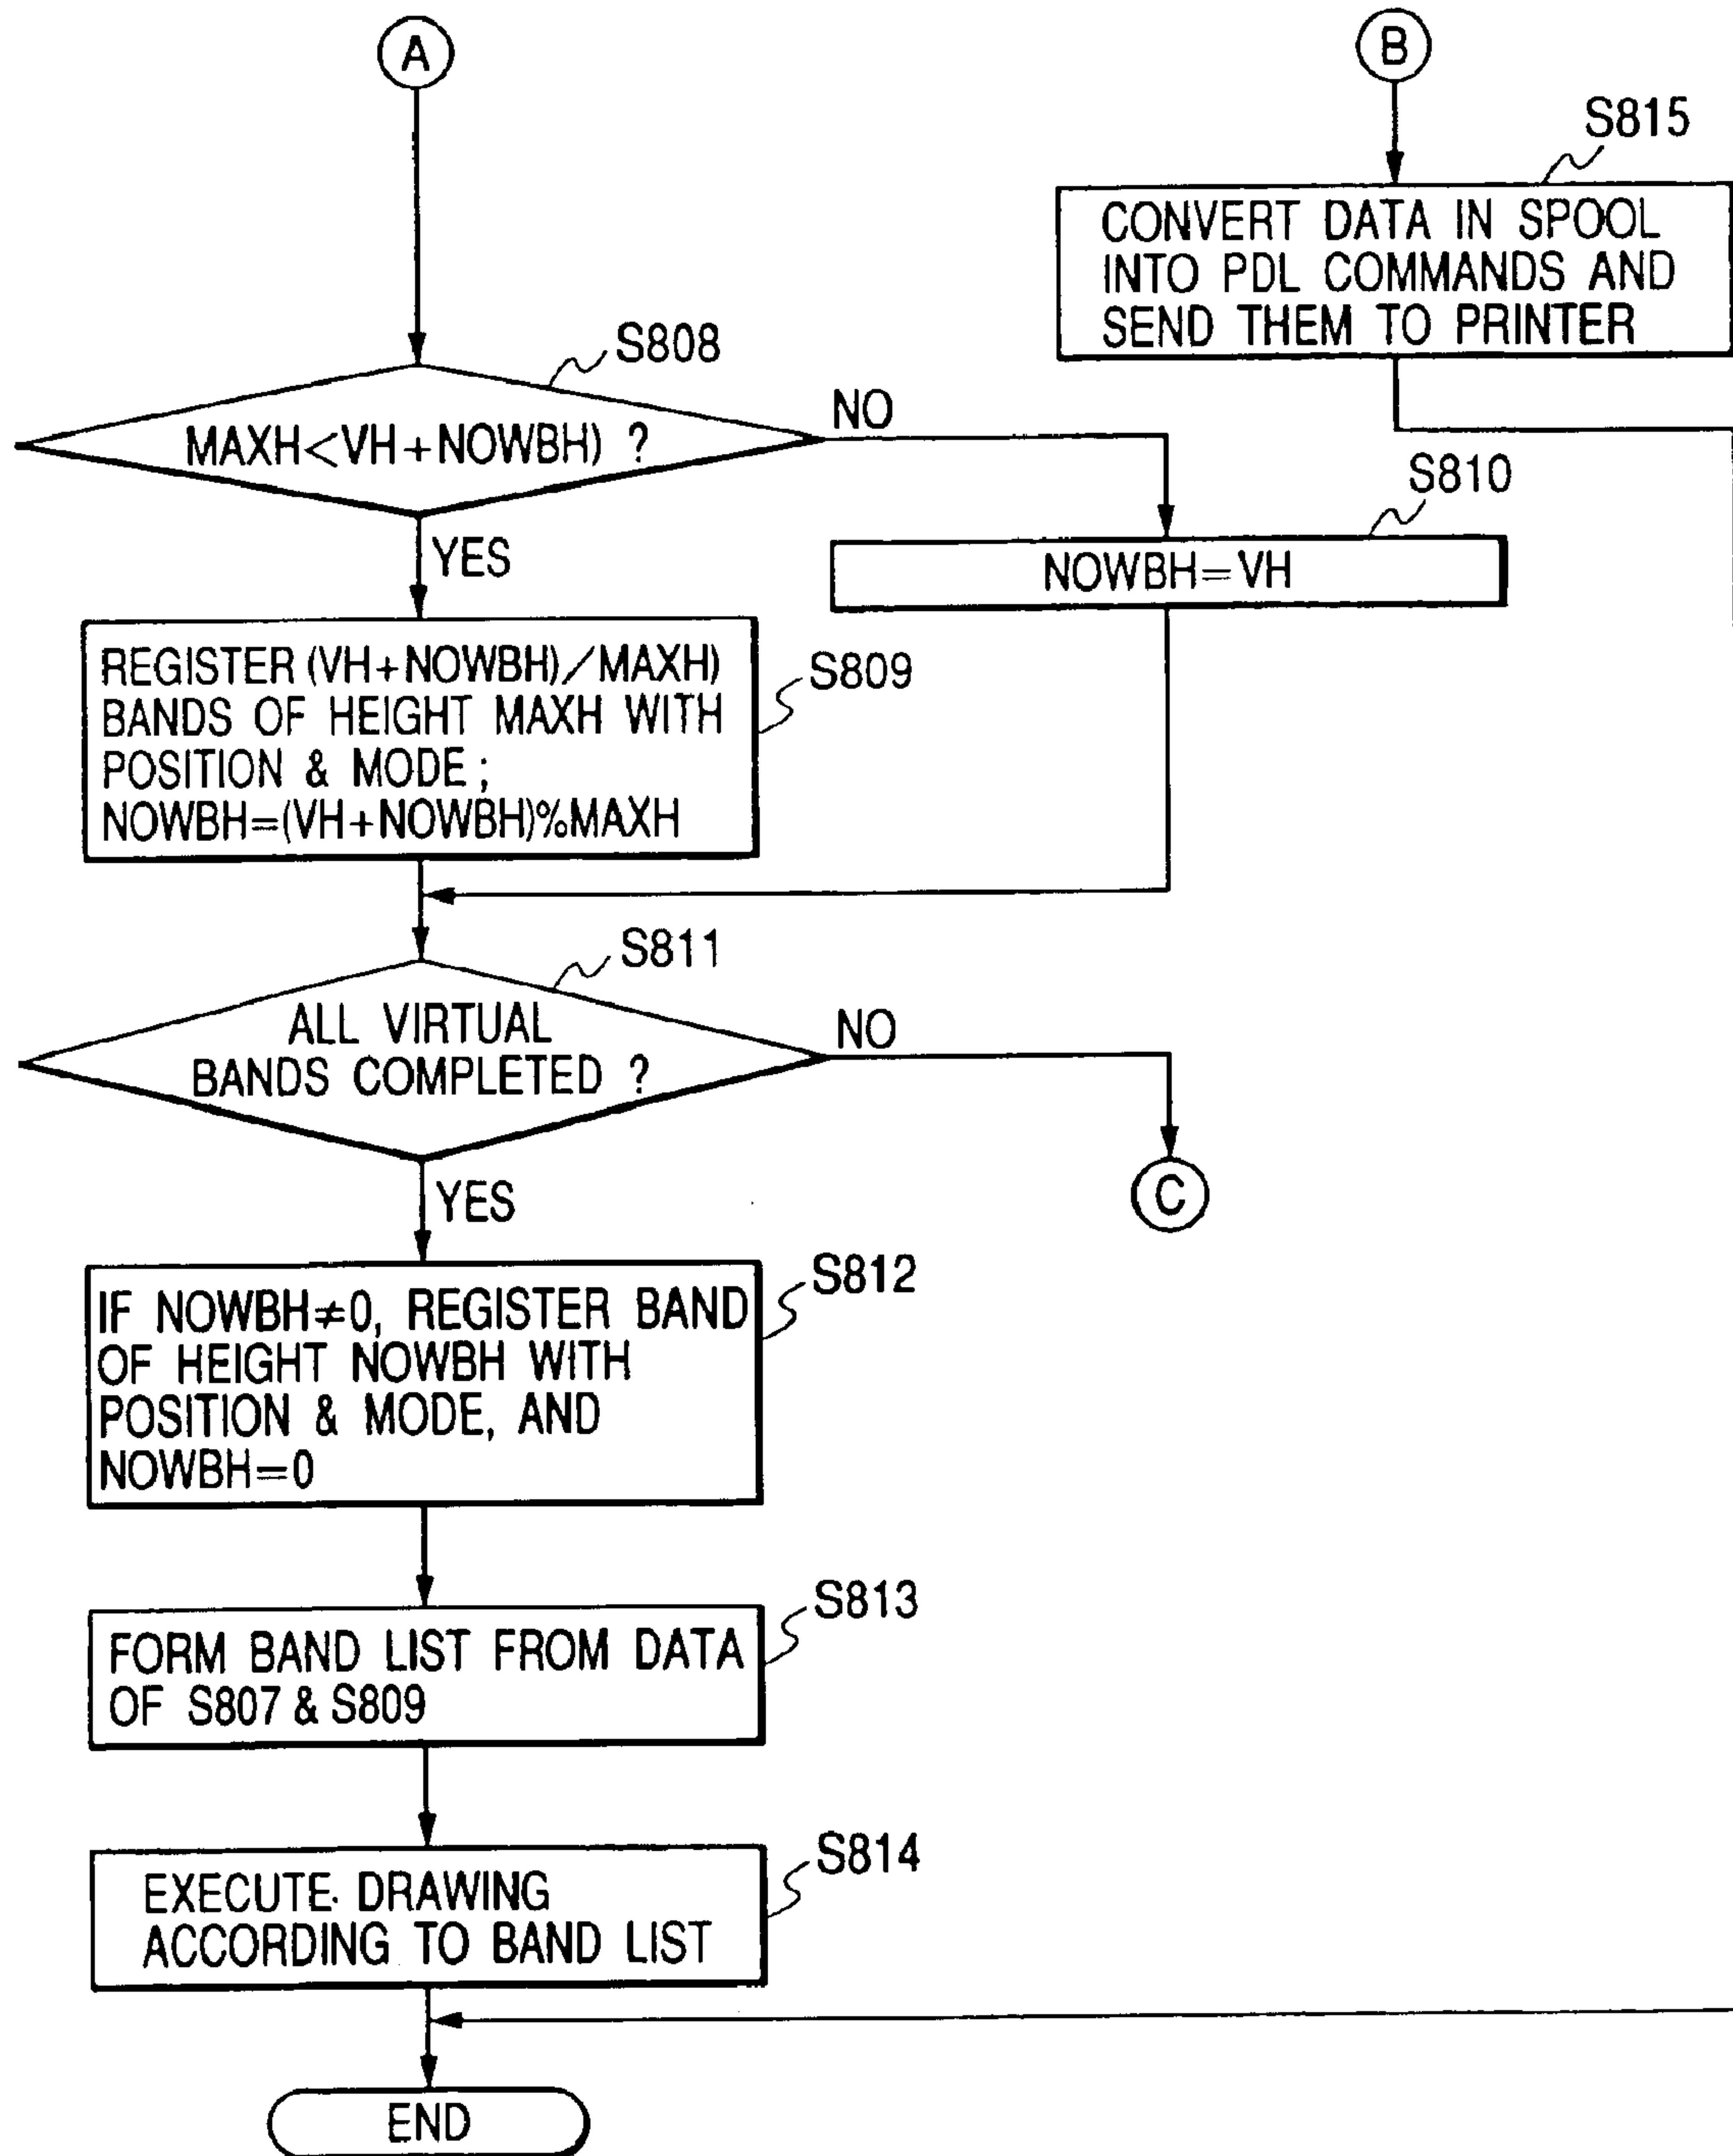 A
B
S815
CONVERT DATA IN SPOOL
INTO PDL COMMANDS AND
SEND THEM TO PRINTER
S808
MAXH<VH+NOWBH) ?
NO
YES
S810
NOWBH=VH
REGISTER (VH+NOWBH)/MAXH)
BANDS OF HEIGHT MAXH WITH
POSITION & MODE;
NOWBH=(VH+NOWBH)%MAXH
S809
S811
ALL VIRTUAL
BANDS COMPLETED ?
NO
C
YES
S812
IF NOWBH≠0, REGISTER BAND
OF HEIGHT NOWBH WITH
POSITION & MODE, AND
NOWBH=0
S813
FORM BAND LIST FROM DATA
OF S807 & S809
S814
EXECUTE DRAWING
ACCORDING TO BAND LIST
END